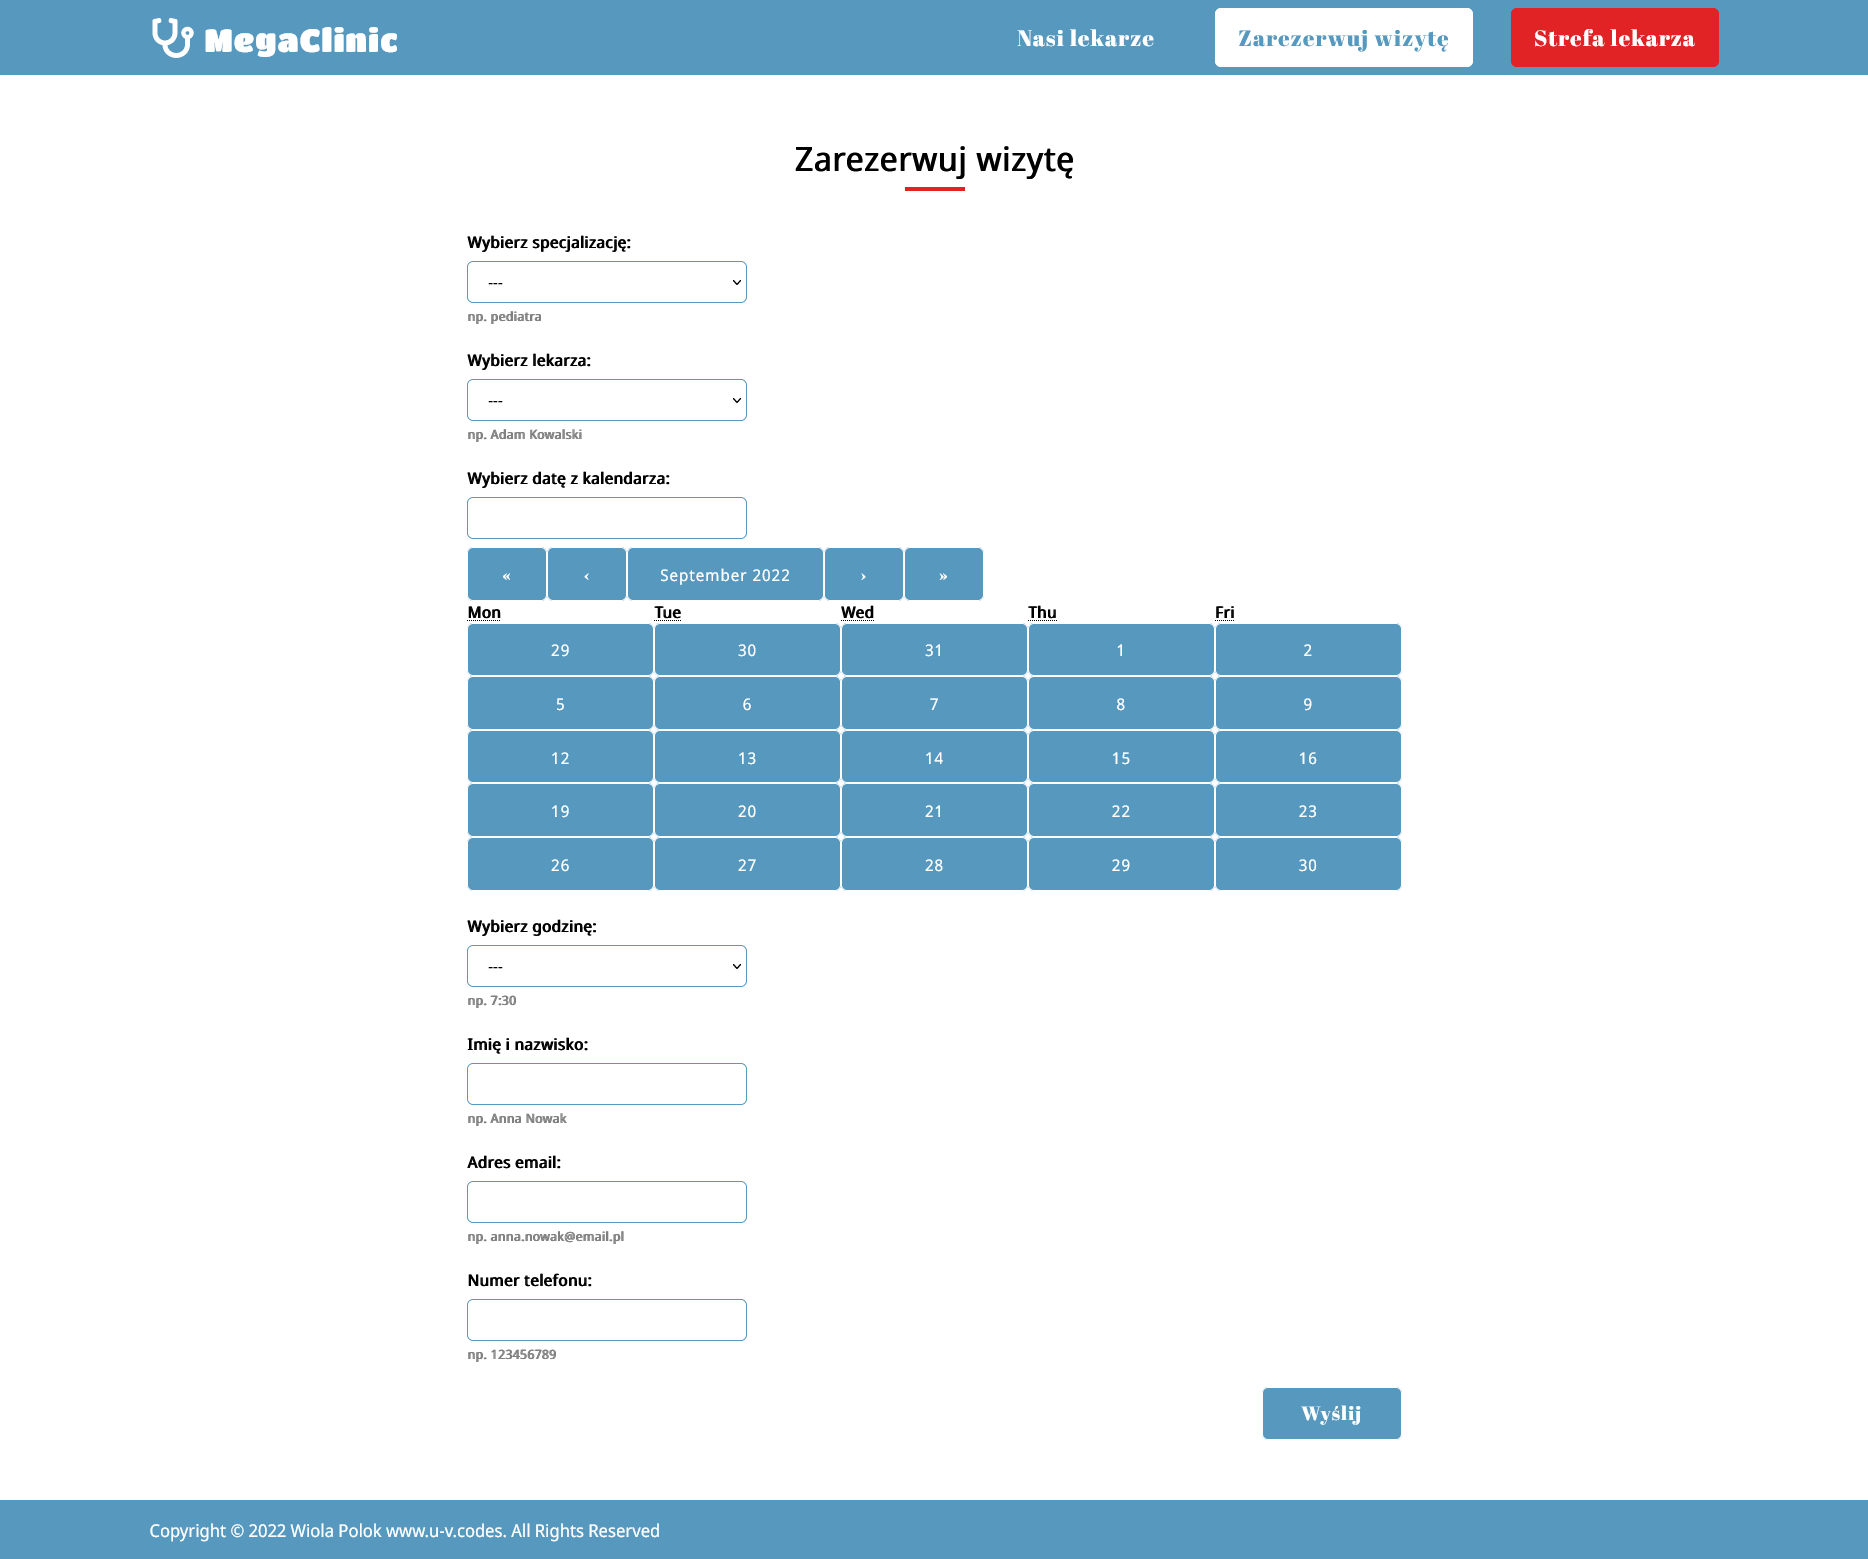 MegaClinic Nasi lekarze Zarezerwuj wizytę Strefa lekarza
Zarezerwuj wizytę
Wybierz specjalizację:
---
np. pediatra
Wybierz lekarza:
---
np. Adam Kowalski
Wybierz datę z kalendarza:
« ‹ September 2022 › »
Mon Tue Wed Thu Fri
29 30 31 1 2
5 6 7 8 9
12 13 14 15 16
19 20 21 22 23
26 27 28 29 30
Wybierz godzinę:
---
np. 7:30
Imię i nazwisko:
np. Anna Nowak
Adres email:
np. anna.nowak@email.pl
Numer telefonu:
np. 123456789
Wyślij
Copyright © 2022 Wiola Polok www.u-v.codes. All Rights Reserved